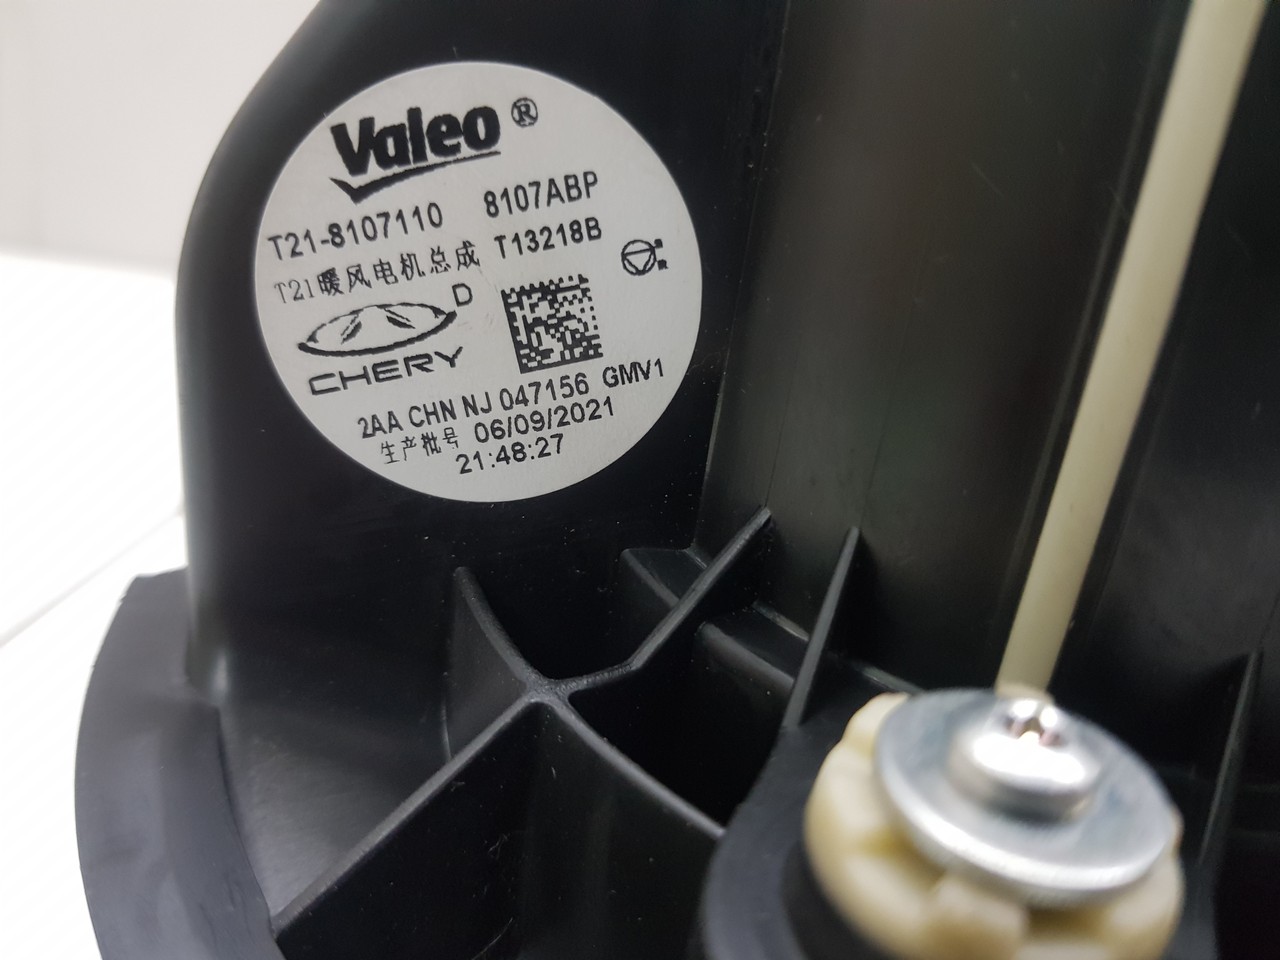 Valeo ®
T21-8107110 8107ABP
T21暖风电机总成 T13218B
D
CHERY
2AA CHN NJ 047156 GMV1
生产批号 06/09/2021
21:48:27